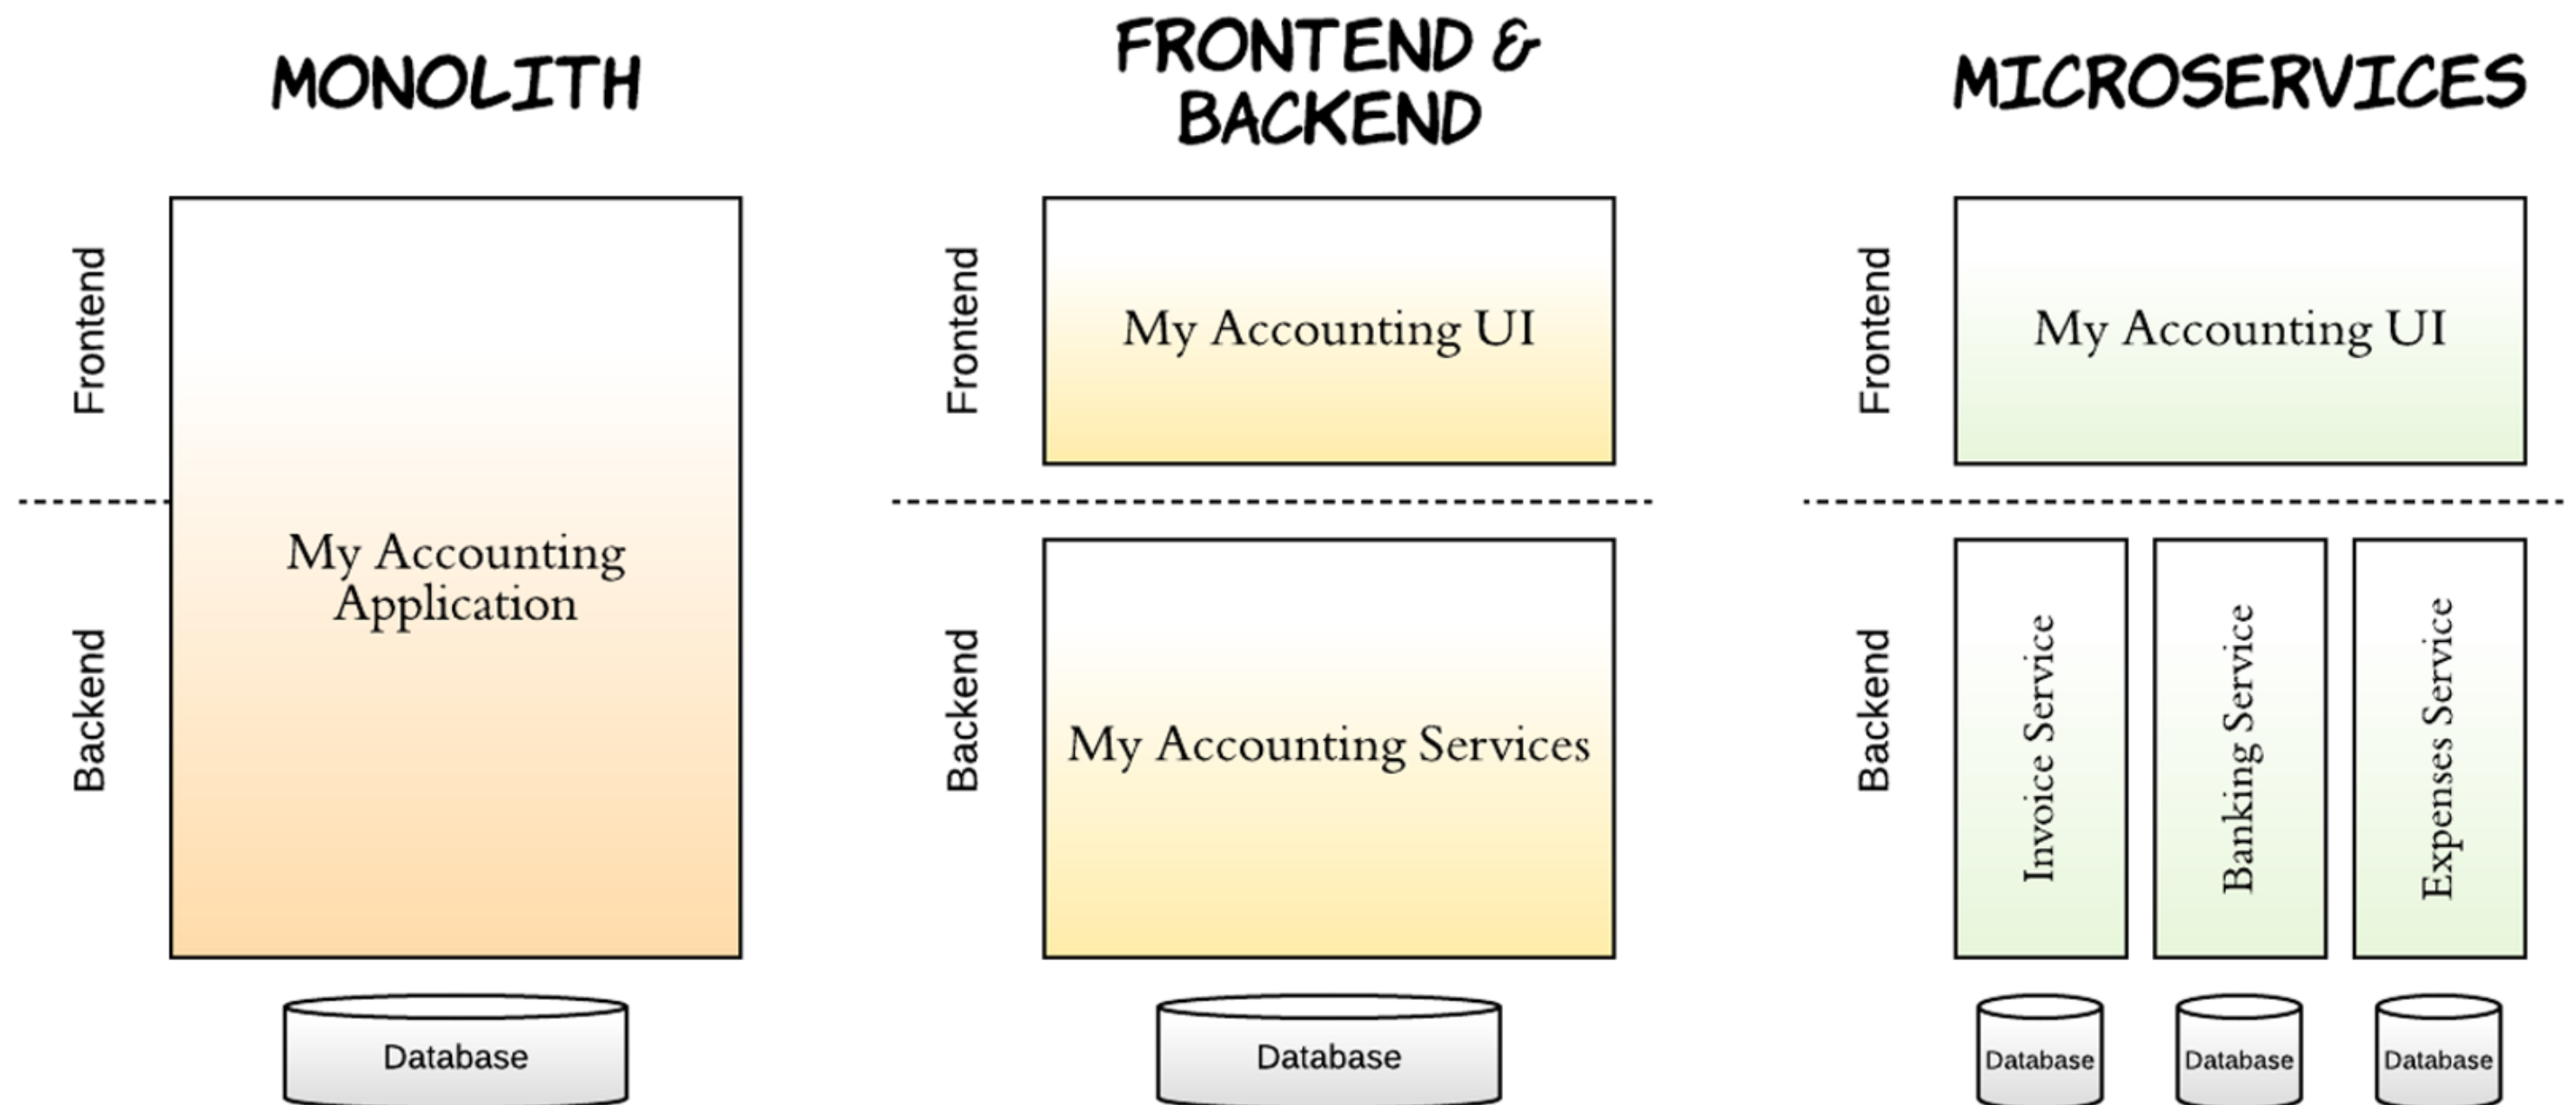 MONOLITH
Frontend
Backend
My Accounting
Application
Database
FRONTEND &
BACKEND
Frontend
My Accounting UI
Backend
My Accounting Services
Database
MICROSERVICES
Frontend
My Accounting UI
Backend
Invoice Service
Banking Service
Expenses Service
Database
Database
Database